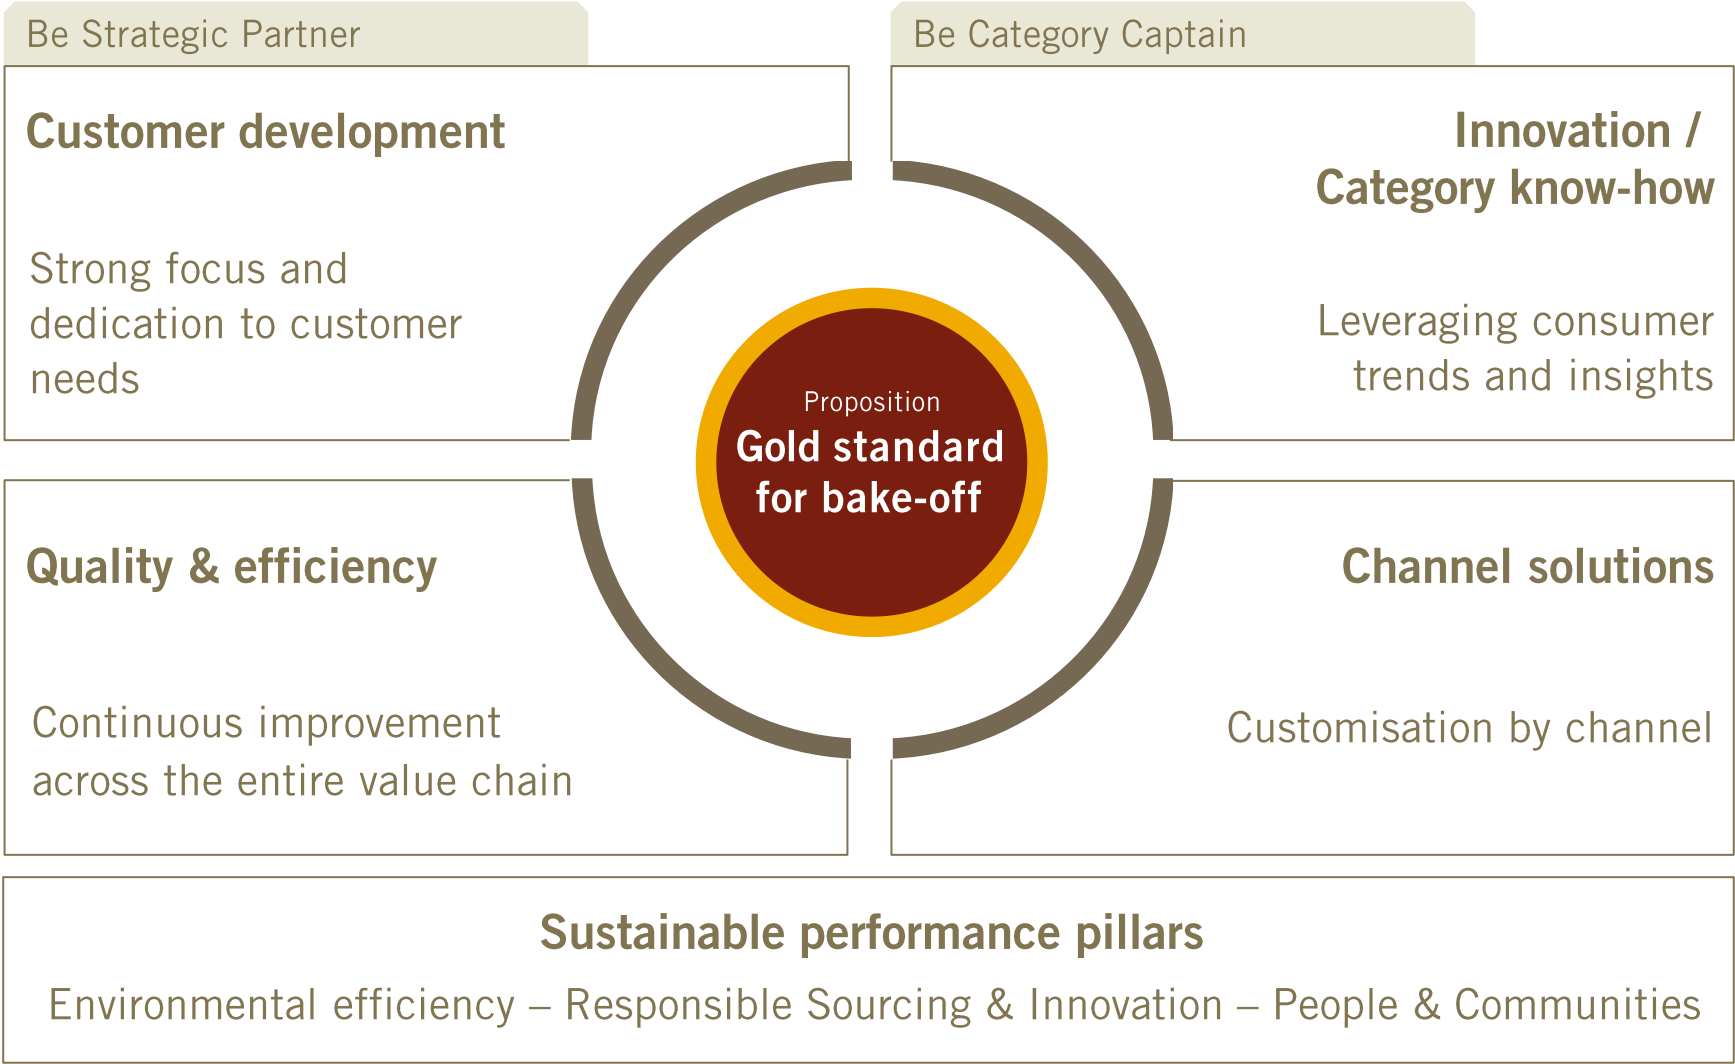 Be Strategic Partner
Be Category Captain
Customer development
Strong focus and
dedication to customer
needs
Innovation /
Category know-how
Leveraging consumer
trends and insights
Proposition
Gold standard
for bake-off
Quality & efficiency
Continuous improvement
across the entire value chain
Channel solutions
Customisation by channel
Sustainable performance pillars
Environmental efficiency – Responsible Sourcing & Innovation – People & Communities